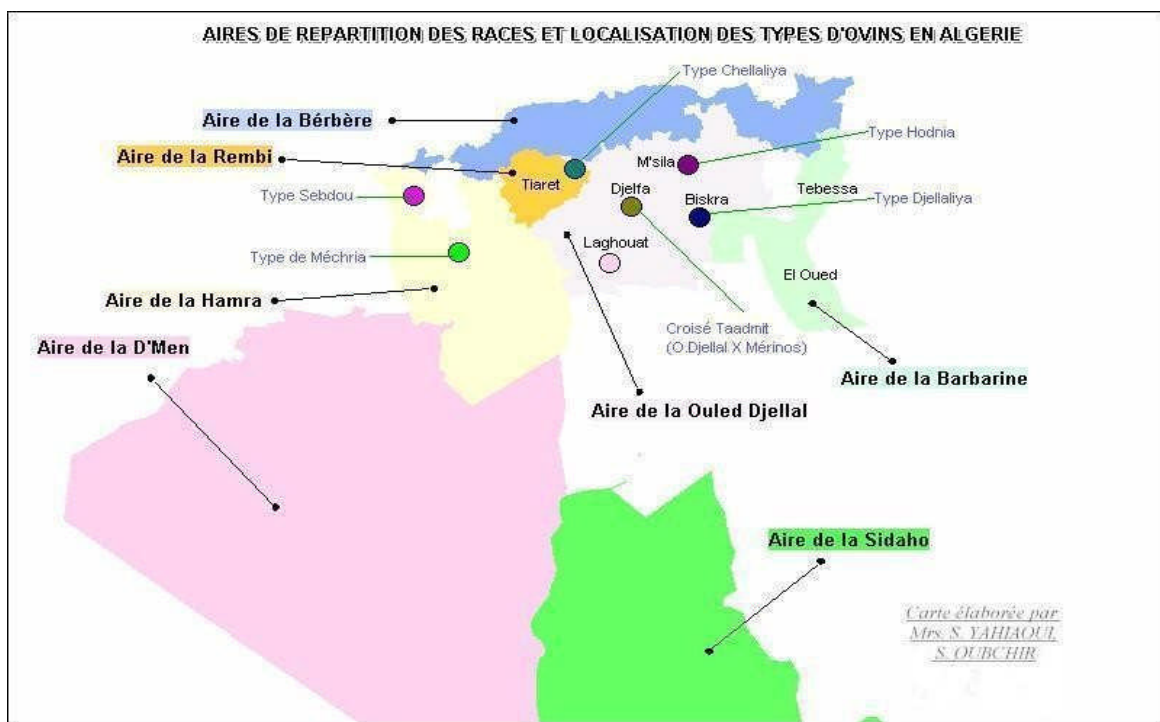 AIRES DE REPARTITION DES RACES ET LOCALISATION DES TYPES D'OVINS EN ALGERIE
Type Chellaliya
Aire de la Bérbère
Type Hodnia
Aire de la Rembi
M'sila
Tiaret
Djelfa
Biskra
Tebessa
Type Sebdou
Type Djellaliya
Laghouat
Type de Méchria
El Oued
Aire de la Hamra
Croisé Taadmit
(O.Djellal X Mérinos)
Aire de la D'Men
Aire de la Barbarine
Aire de la Ouled Djellal
Aire de la Sidaho
Carte élaborée par
Mrs. S. YAHIAOUI,
S. OUBCHIR